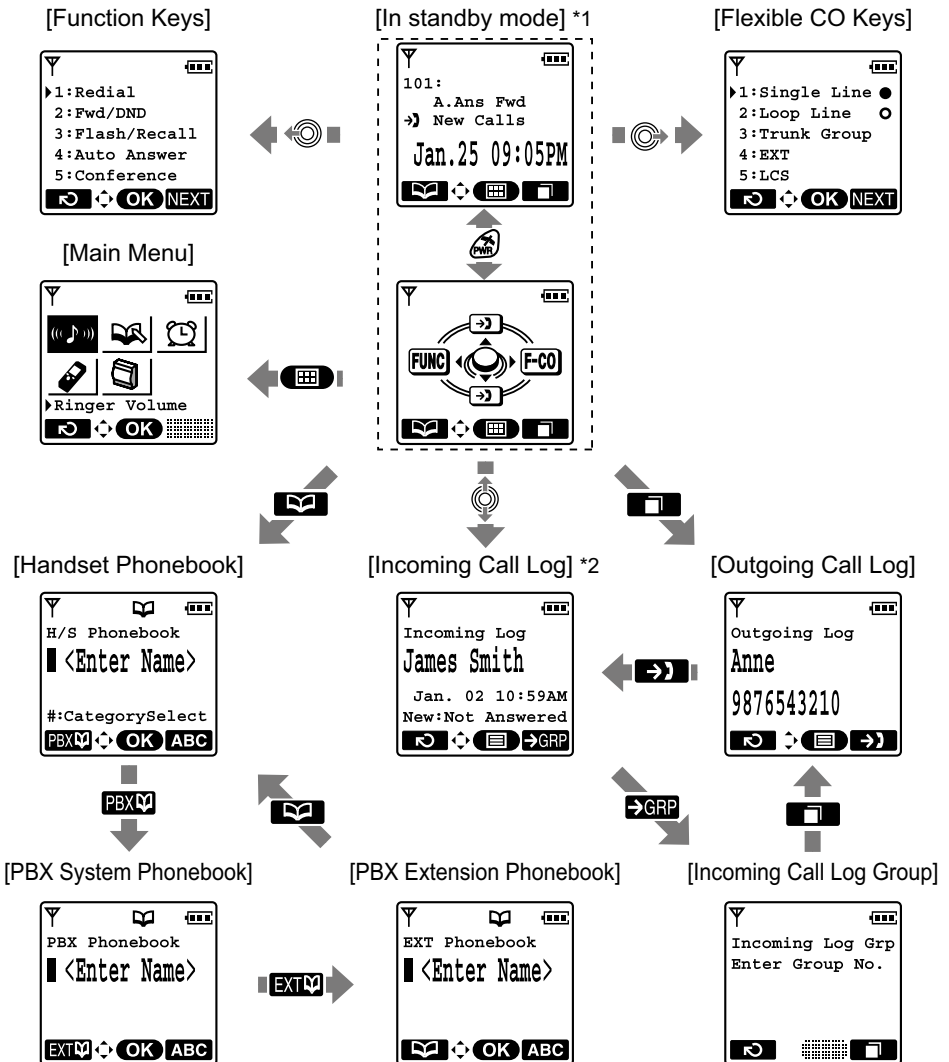 [Function Keys]
1:Redial
2:Fwd/DND
3:Flash/Recall
4:Auto Answer
5:Conference
OK NEXT
[In standby mode] *1
101:
A.Ans Fwd
New Calls
Jan.25 09:05PM
PWR
FUNC
F-CO
[Flexible CO Keys]
1:Single Line
2:Loop Line
3:Trunk Group
4:EXT
5:LCS
OK NEXT
[Main Menu]
Ringer Volume
OK
[Handset Phonebook]
H/S Phonebook
<Enter Name>
#:CategorySelect
PBX OK ABC
[Incoming Call Log] *2
Incoming Log
James Smith
Jan. 02 10:59AM
New:Not Answered
→GRP
[Outgoing Call Log]
Outgoing Log
Anne
9876543210
PBX
→GRP
[PBX System Phonebook]
PBX Phonebook
<Enter Name>
EXT OK ABC
EXT
[PBX Extension Phonebook]
EXT Phonebook
<Enter Name>
OK ABC
[Incoming Call Log Group]
Incoming Log Grp
Enter Group No.